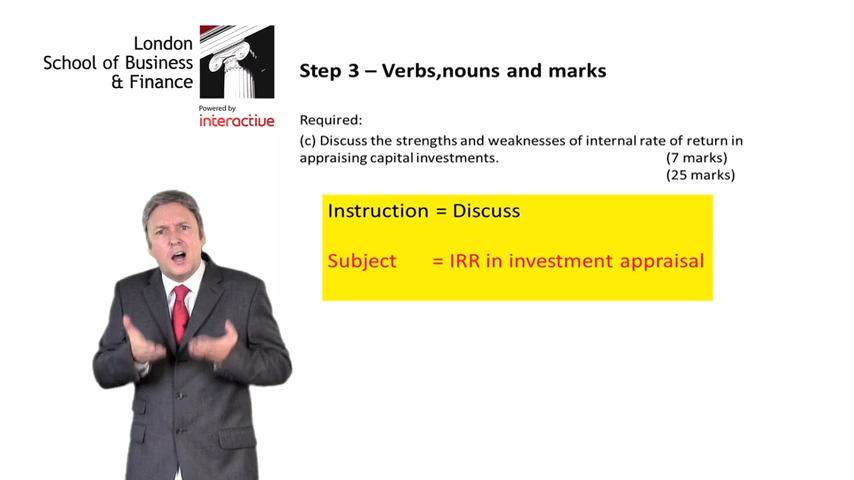 London
School of Business
& Finance
Powered by
interactive
Step 3 – Verbs,nouns and marks
Required:
(c) Discuss the strengths and weaknesses of internal rate of return in
appraising capital investments. (7 marks)
(25 marks)
Instruction = Discuss
Subject = IRR in investment appraisal